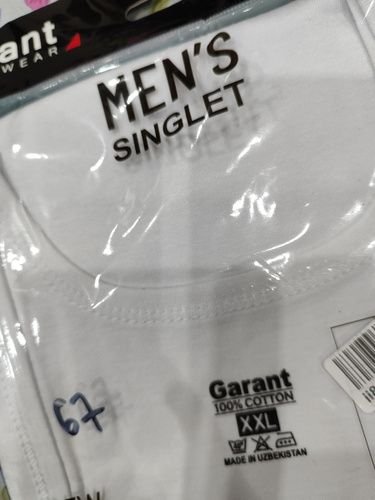 ant
WEAR
MEN'S
SINGLET
67
Garant
100% COTTON
XXL
MADE IN UZBEKISTAN